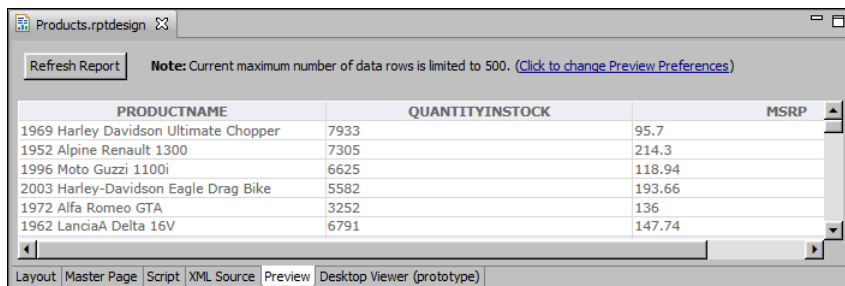 Products.rptdesign
Refresh Report Note: Current maximum number of data rows is limited to 500. (Click to change Preview Preferences)
PRODUCTNAME QUANTITYINSTOCK MSRP
1969 Harley Davidson Ultimate Chopper 7933 95.7
1952 Alpine Renault 1300 7305 214.3
1996 Moto Guzzi 1100i 6625 118.94
2003 Harley-Davidson Eagle Drag Bike 5582 193.66
1972 Alfa Romeo GTA 3252 136
1962 LanciaA Delta 16V 6791 147.74
Layout Master Page Script XML Source Preview Desktop Viewer (prototype)